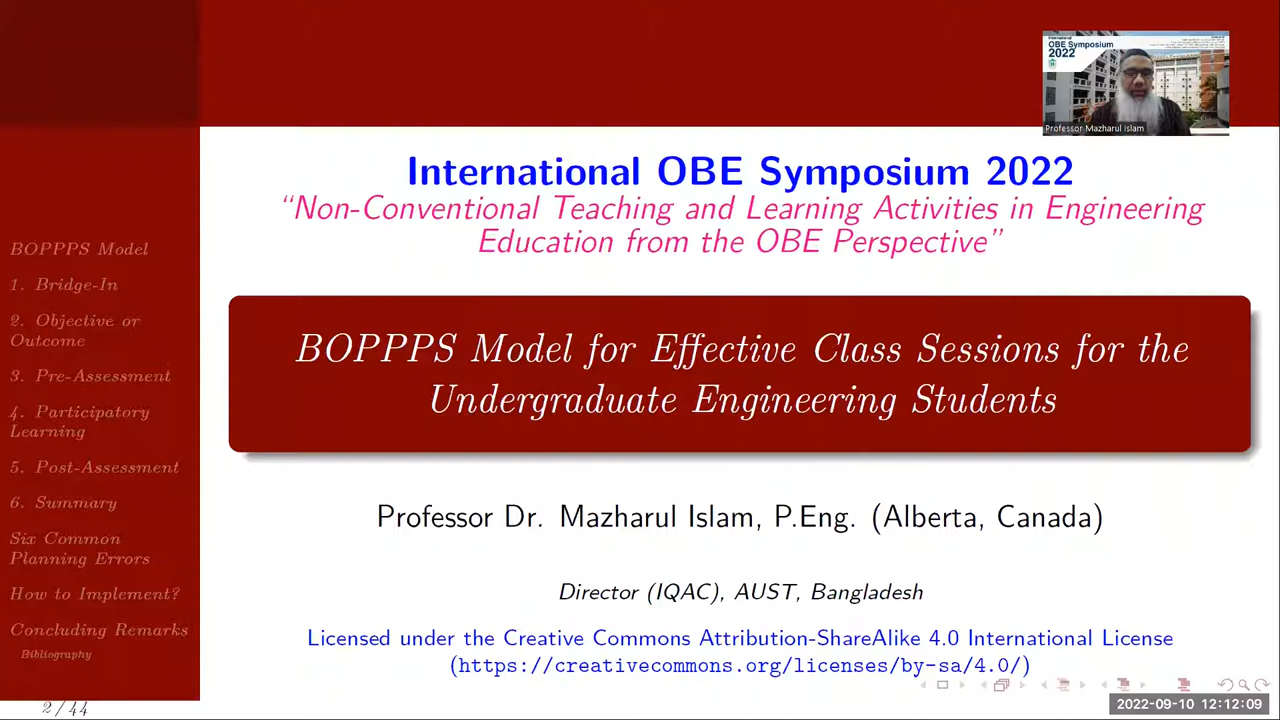 International
OBE Symposium
2022
Professor Mazharul Islam
International OBE Symposium 2022
“Non-Conventional Teaching and Learning Activities in Engineering
Education from the OBE Perspective”
BOPPPS Model
1. Bridge-In
2. Objective or
Outcome
3. Pre-Assessment
4. Participatory
Learning
5. Post-Assessment
6. Summary
Six Common
Planning Errors
How to Implement?
Concluding Remarks
Bibliography
2 / 44
BOPPPS Model for Effective Class Sessions for the
Undergraduate Engineering Students
Professor Dr. Mazharul Islam, P.Eng. (Alberta, Canada)
Director (IQAC), AUST, Bangladesh
Licensed under the Creative Commons Attribution-ShareAlike 4.0 International License
(https://creativecommons.org/licenses/by-sa/4.0/)
2022-09-10 12:12:09